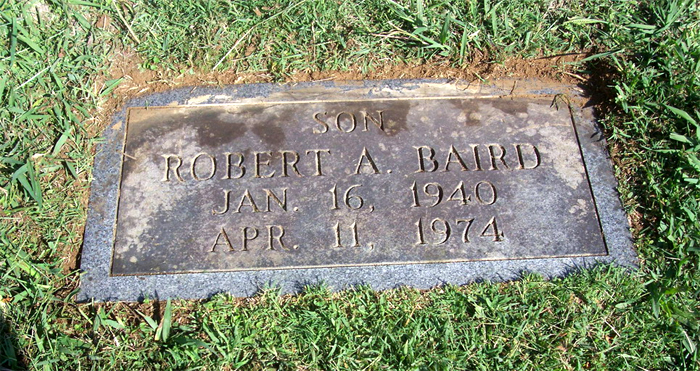 SON
ROBERT A. BAIRD
JAN. 16, 1940
APR. 11, 1974